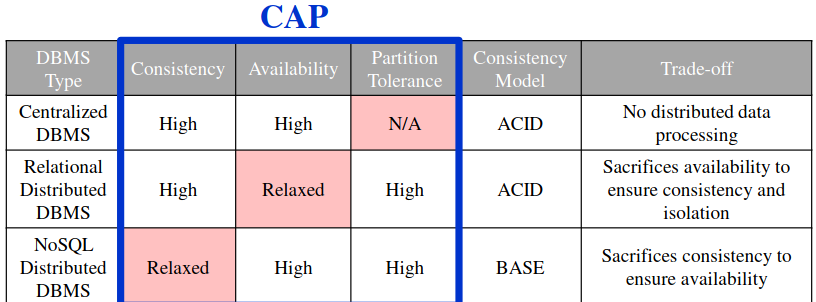 CAP
DBMS Type Consistency Availability Partition Tolerance Consistency Model Trade-off
Centralized DBMS High High N/A ACID No distributed data processing
Relational Distributed DBMS High Relaxed High ACID Sacrifices availability to ensure consistency and isolation
NoSQL Distributed DBMS Relaxed High High BASE Sacrifices consistency to ensure availability